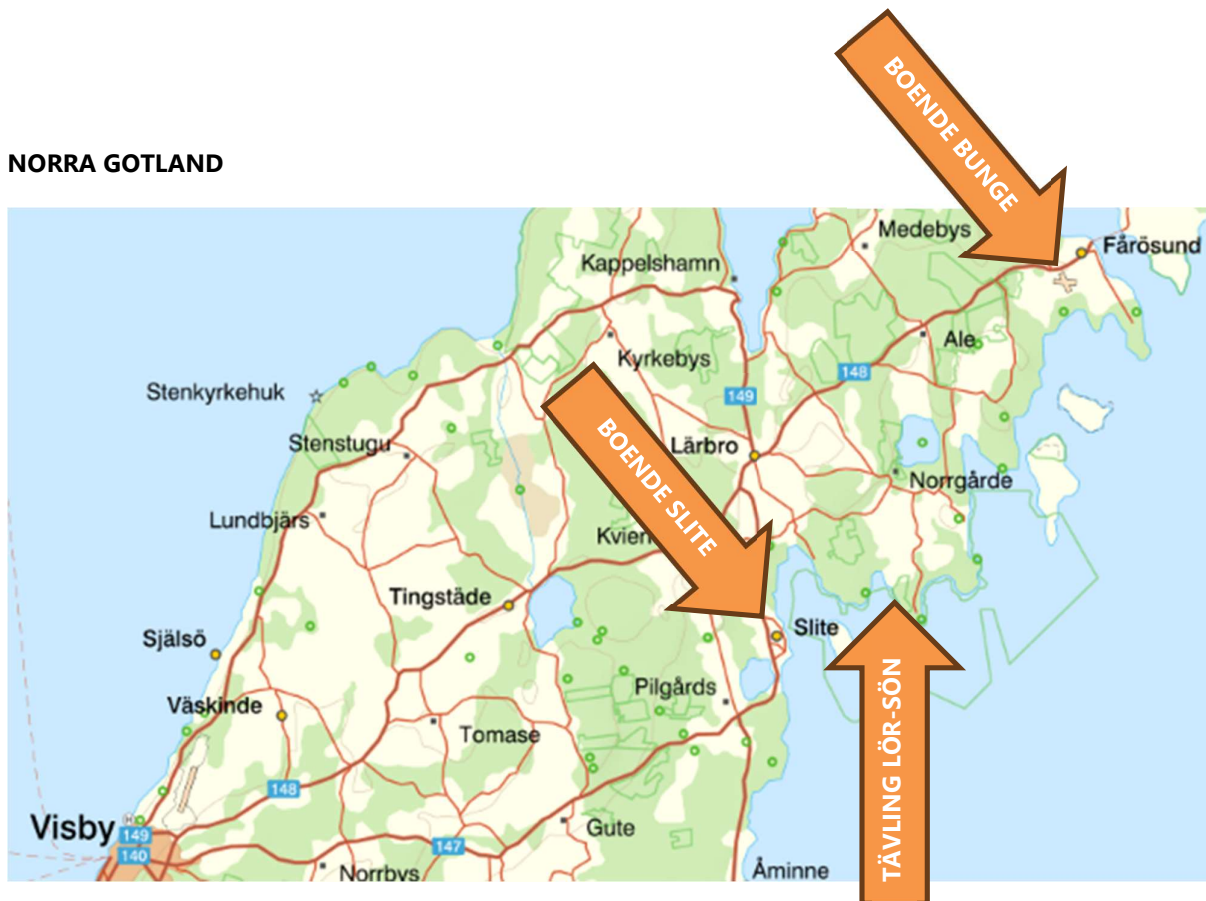 BOENDE BUNGE
NORRA GOTLAND
Medebys
Fårösund
Kappelshamn
Ale
Kyrkebys
148
Stenkyrkehuk
149
BOENDE SLITE
Stenstugu
Lärbro
Norrgårde
Lundbjärs
Kvien
Tingstäde
Slite
Själsö
Pilgårds
Väskinde
TÄVLING LÖR-SÖN
Tomase
148
Visby
H
149
Gute
147
140
Norrbys
Åminne